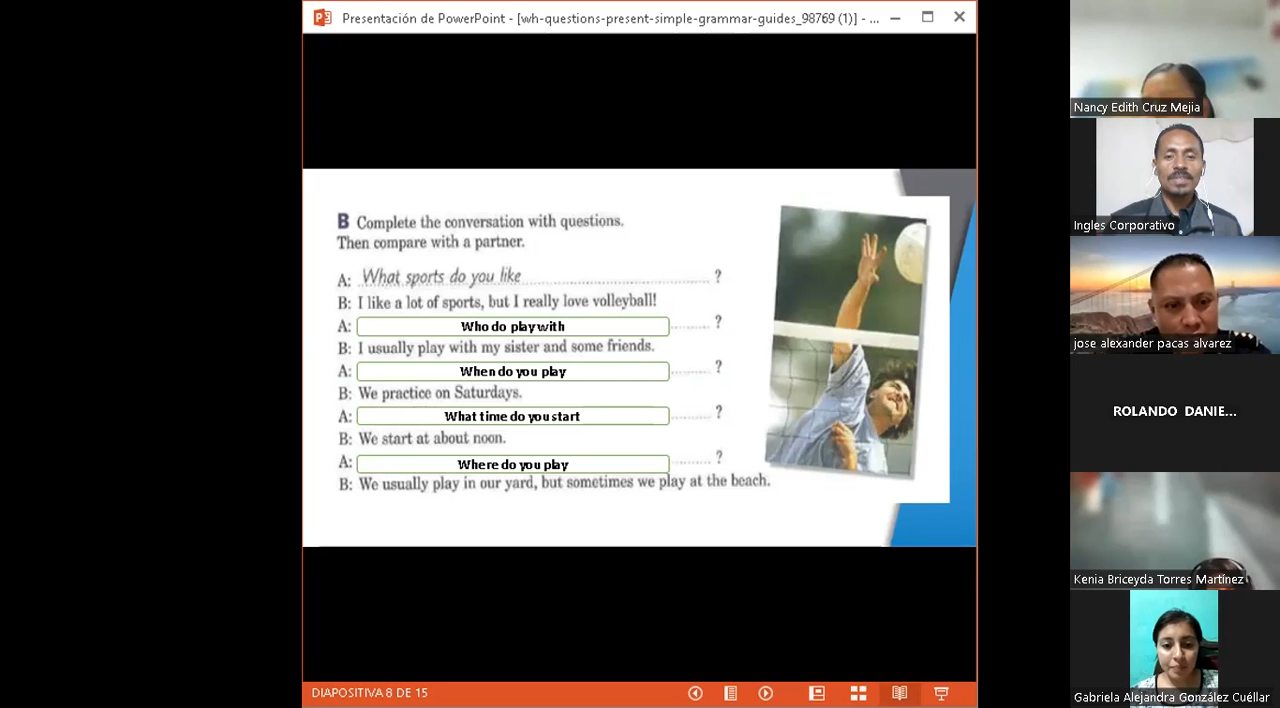 Presentación de PowerPoint - [wh-questions-present-simple-grammar-guides_98769 (1)] - ...
B Complete the conversation with questions.
Then compare with a partner.
A: What sports do you like ?
B: I like a lot of sports, but I really love volleyball!
A: Who do play with ?
B: I usually play with my sister and some friends.
A: When do you play ?
B: We practice on Saturdays.
A: What time do you start ?
B: We start at about noon.
A: Where do you play ?
B: We usually play in our yard, but sometimes we play at the beach.
DIAPOSITIVA 8 DE 15
Nancy Edith Cruz Mejia
Ingles Corporativo
jose alexander pacas alvarez
ROLANDO DANIE...
Kenia Briceyda Torres Martínez
Gabriela Alejandra González Cuéllar